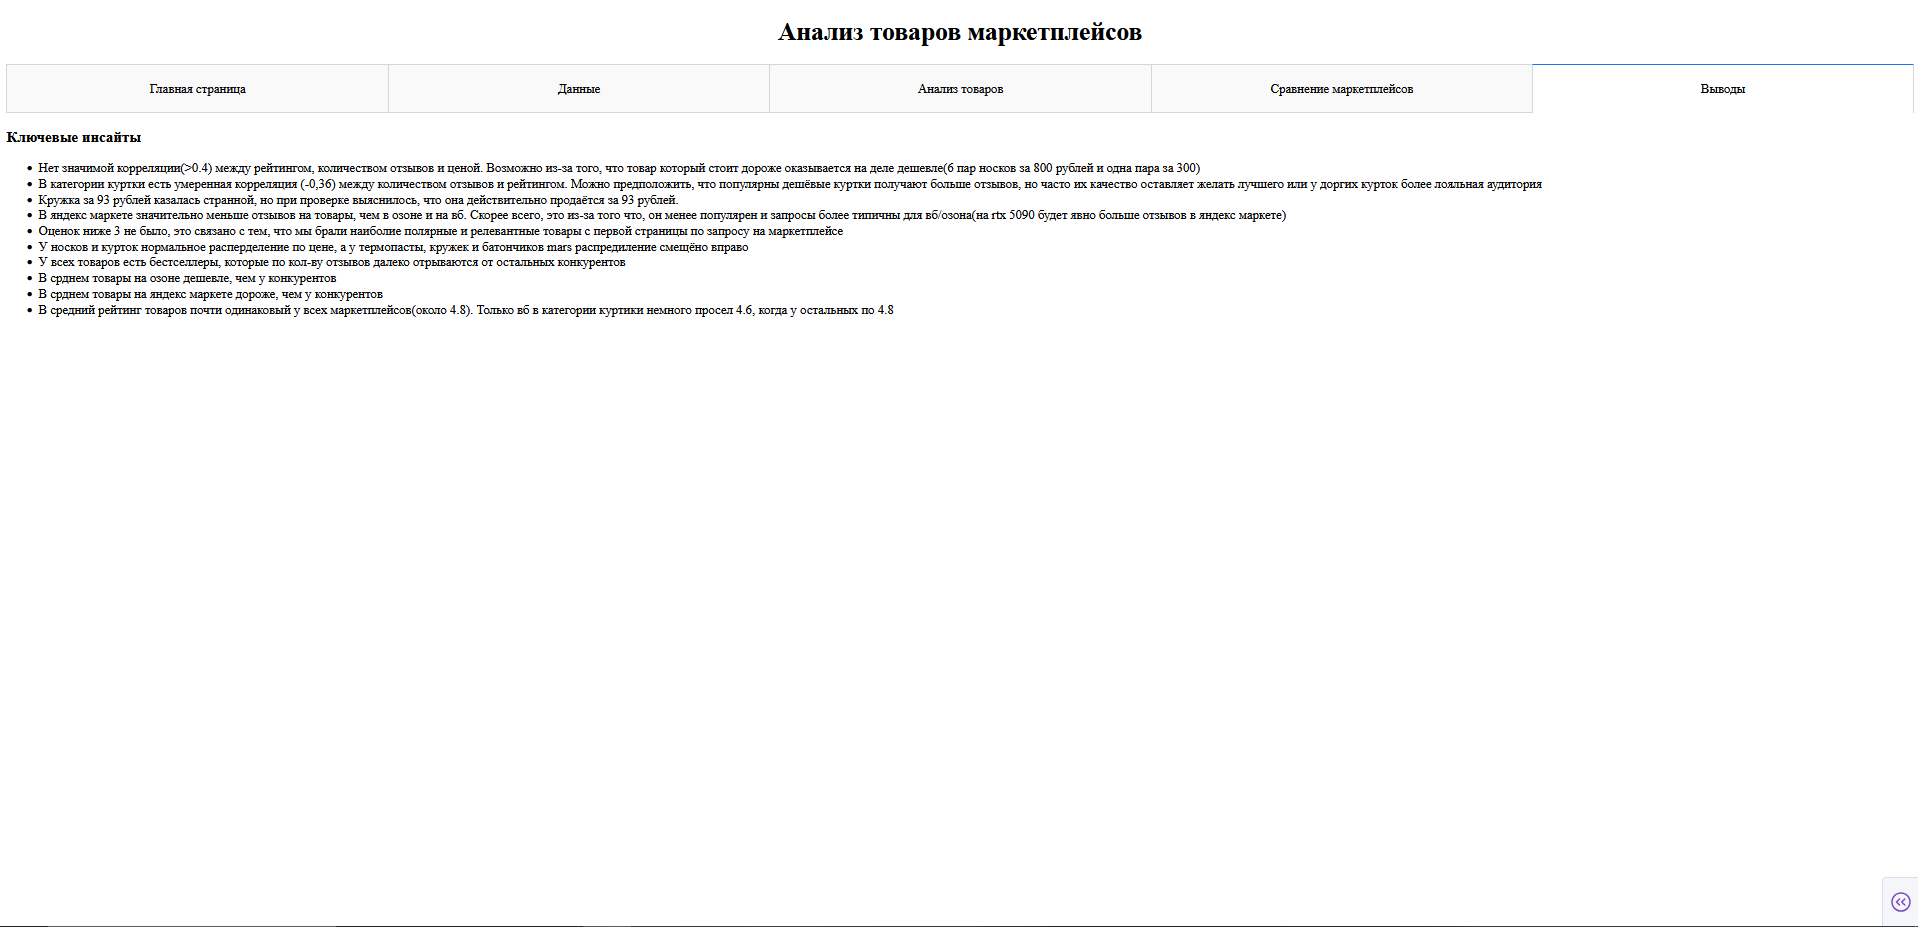 Анализ товаров маркетплейсов
Главная страница
Данные
Анализ товаров
Сравнение маркетплейсов
Выводы
Ключевые инсайты
Нет значимой корреляции(>0.4) между рейтингом, количеством отзывов и ценой. Возможно из-за того, что товар который стоит дороже оказывается на деле дешевле(6 пар носков за 800 рублей и одна пара за 300)
В категории куртки есть умеренная корреляция (-0,36) между количеством отзывов и рейтингом. Можно предположить, что популярны дешёвые куртки получают больше отзывов, но часто их качество оставляет желать лучшего или у доргих курток более лояльная аудитория
Кружка за 93 рублей казалась странной, но при проверке выяснилось, что она действительно продаётся за 93 рублей.
В яндекс маркете значительно меньше отзывов на товары, чем в озоне и на вб. Скорее всего, это из-за того что, он менее популярен и запросы более типичны для вб/озона(на rtx 5090 будет явно больше отзывов в яндекс маркете)
Оценок ниже 3 не было, это связано с тем, что мы брали наиболие полярные и релевантные товары с первой страницы по запросу на маркетплейсе
У носков и курток нормальное расперделение по цене, а у термопасты, кружек и батончиков mars распредиление смещёно вправо
У всех товаров есть бестселлеры, которые по кол-ву отзывов далеко отрываются от остальных конкурентов
В срднем товары на озоне дешевле, чем у конкурентов
В срднем товары на яндекс маркете дороже, чем у конкурентов
В средний рейтинг товаров почти одинаковый у всех маркетплейсов(около 4.8). Только вб в категории куртики немного просел 4.6, когда у остальных по 4.8